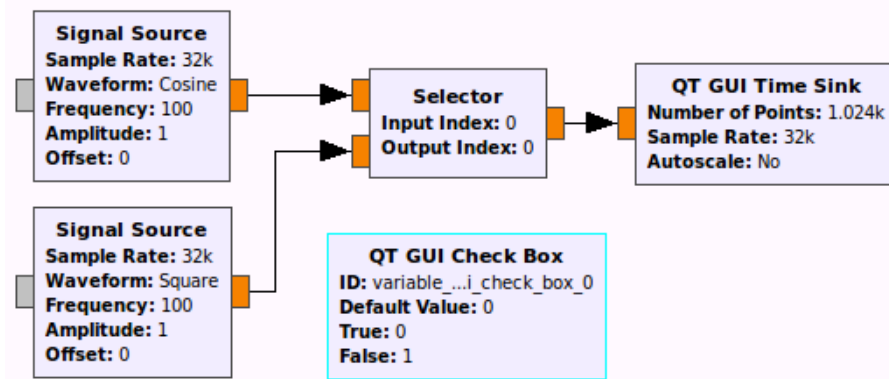 Signal Source
Sample Rate: 32k
Waveform: Cosine
Frequency: 100
Amplitude: 1
Offset: 0
Selector
Input Index: 0
Output Index: 0
QT GUI Time Sink
Number of Points: 1.024k
Sample Rate: 32k
Autoscale: No
Signal Source
Sample Rate: 32k
Waveform: Square
Frequency: 100
Amplitude: 1
Offset: 0
QT GUI Check Box
ID: variable_...i_check_box_0
Default Value: 0
True: 0
False: 1